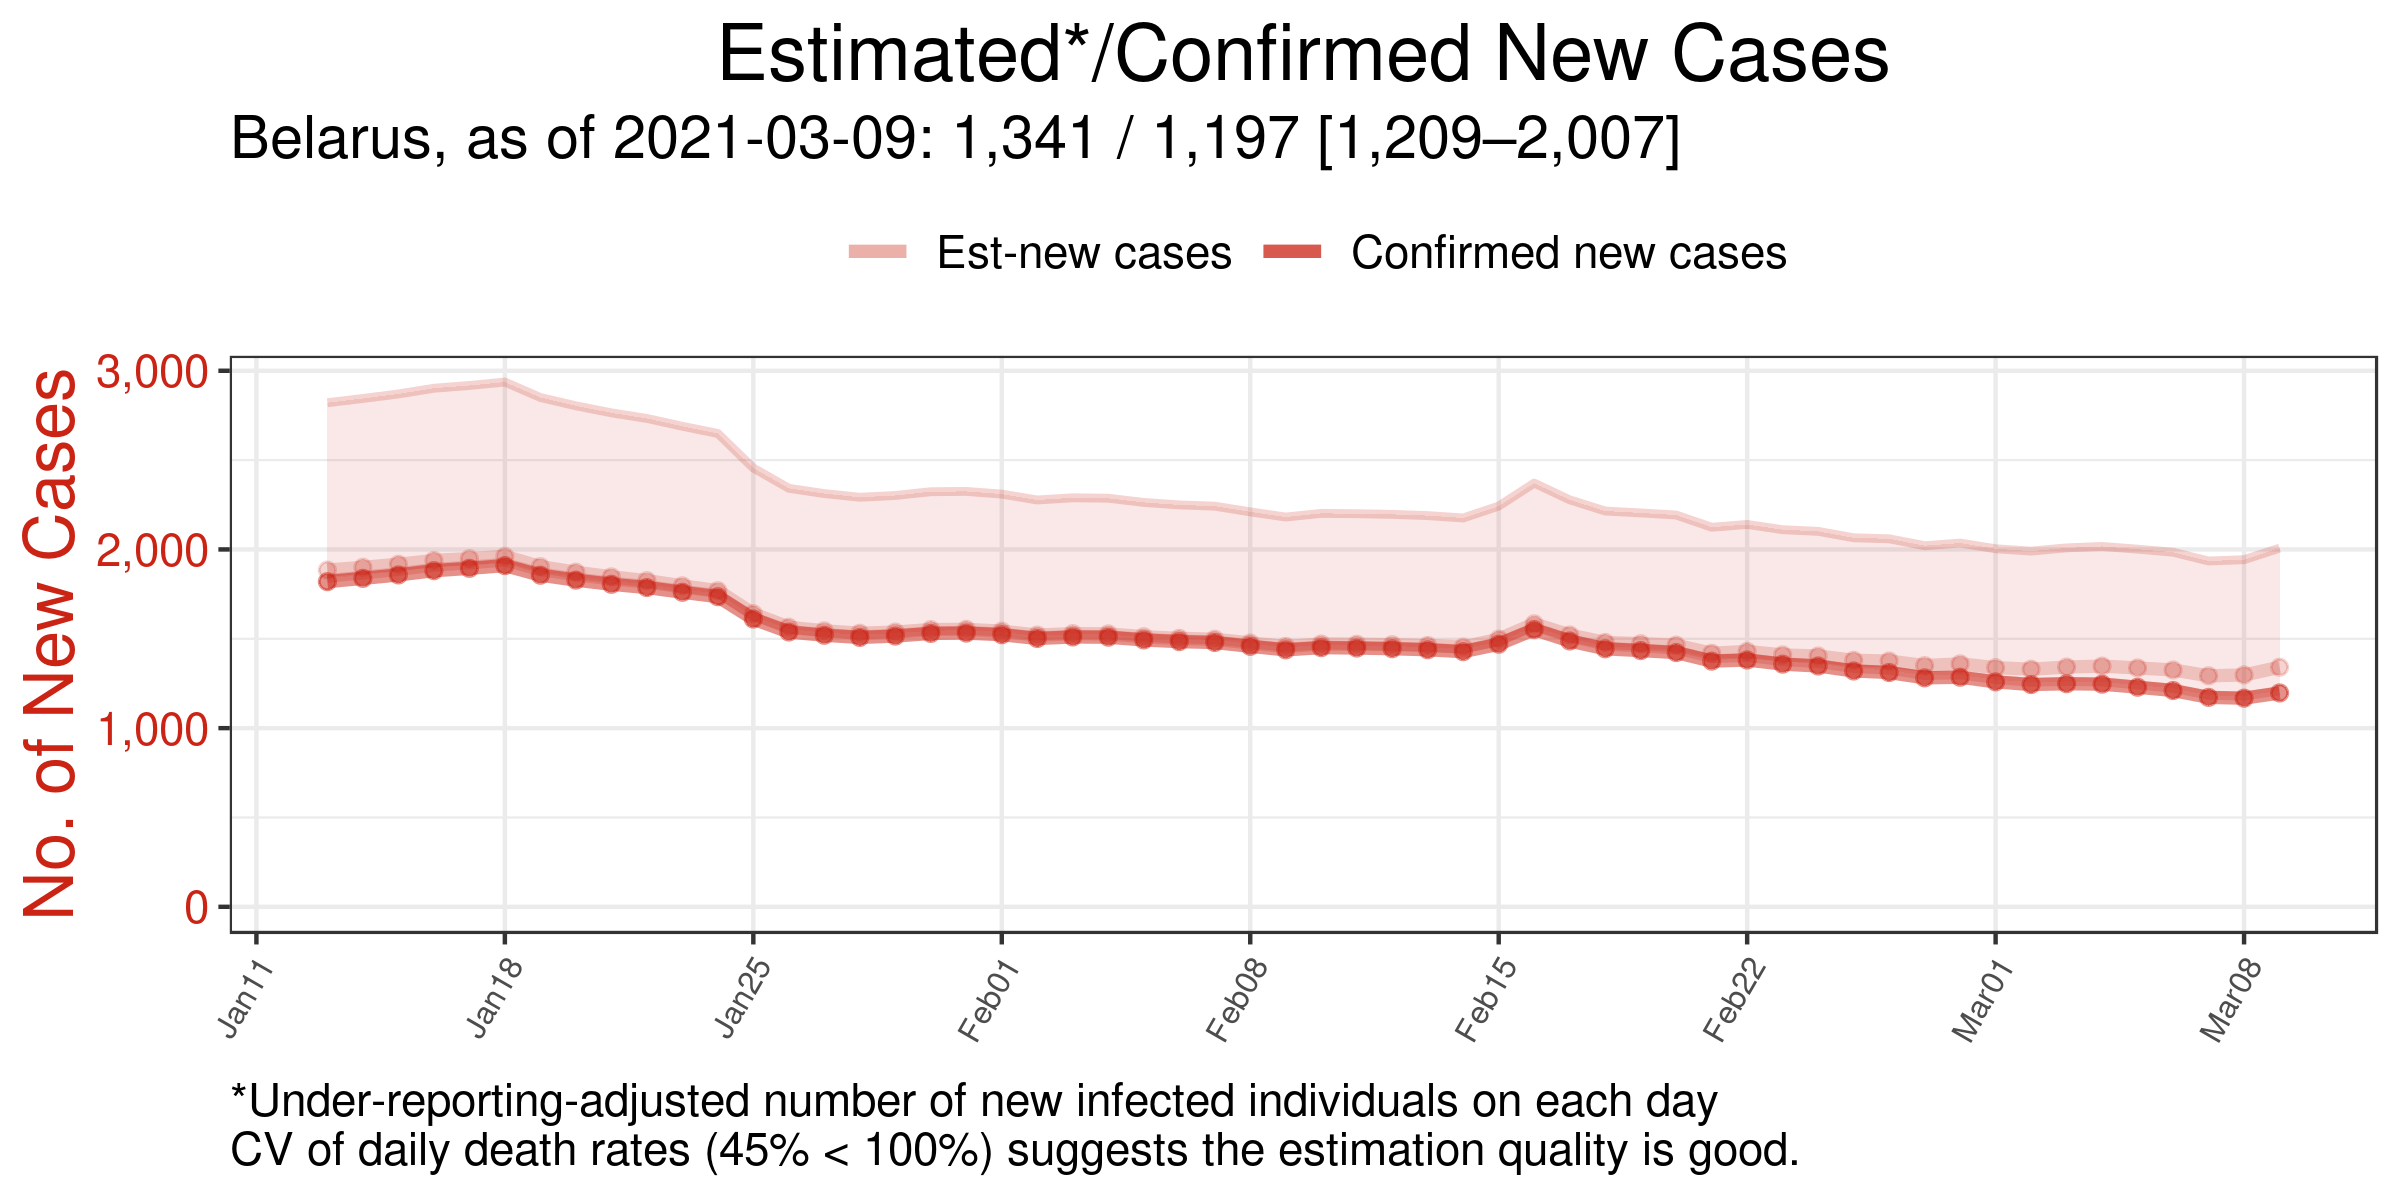 Estimated*/Confirmed New Cases
Belarus, as of 2021-03-09: 1,341 / 1,197 [1,209–2,007]
Est-new cases
Confirmed new cases
No. of New Cases
3,000
2,000
1,000
0
Jan11
Jan18
Jan25
Feb01
Feb08
Feb15
Feb22
Mar01
Mar08
*Under-reporting-adjusted number of new infected individuals on each day
CV of daily death rates (45% < 100%) suggests the estimation quality is good.